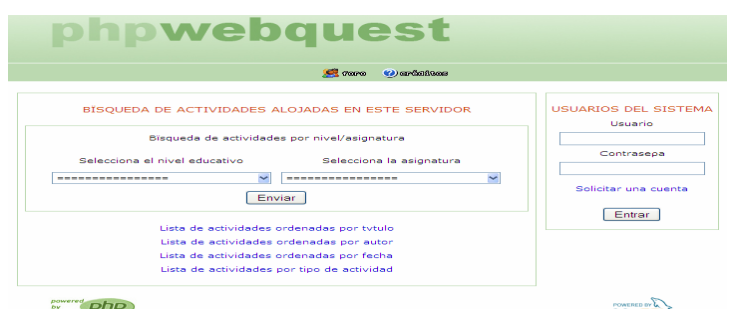 phpwebquest
foro créditos
BÏSQUEDA DE ACTIVIDADES ALOJADAS EN ESTE SERVIDOR
Bïsqueda de actividades por nivel/asignatura
Selecciona el nivel educativo Selecciona la asignatura
================ ================
Enviar
Lista de actividades ordenadas por tvtulo
Lista de actividades ordenadas por autor
Lista de actividades ordenadas por fecha
Lista de actividades por tipo de actividad
USUARIOS DEL SISTEMA
Usuario
Contraseρa
Solicitar una cuenta
Entrar
powered by php
POWERED BY